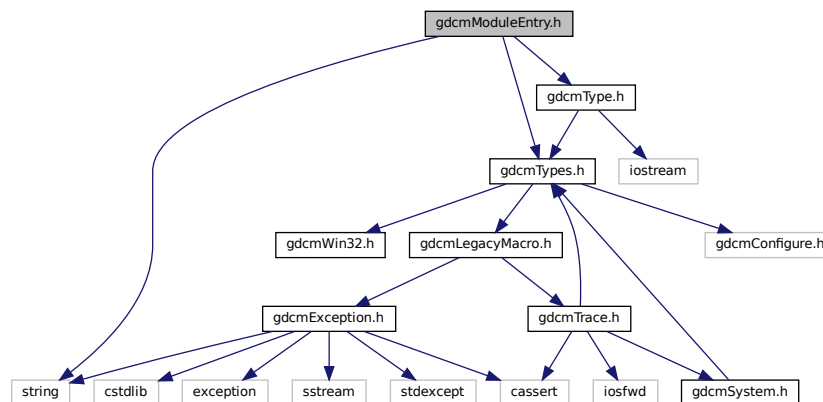 gdcmModuleEntry.h
gdcmType.h
gdcmTypes.h
iostream
gdcmWin32.h
gdcmLegacyMacro.h
gdcmConfigure.h
gdcmException.h
gdcmTrace.h
string
cstdlib
exception
sstream
stdexcept
cassert
iosfwd
gdcmSystem.h